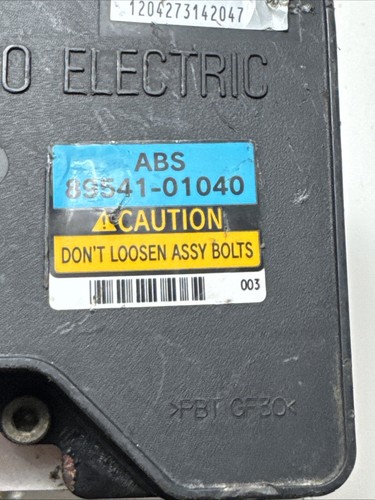 1204273142047
O ELECTRIC
ABS
89541-01040
⚠CAUTION
DON'T LOOSEN ASSY BOLTS
003
>PBT GF30<